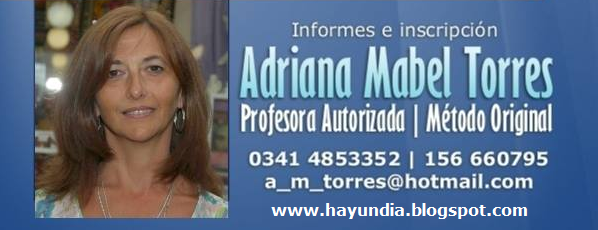 Informes e inscripción
Adriana Mabel Torres
Profesora Autorizada | Método Original
0341 4853352 | 156 660795
a_m_torres@hotmail.com
www.hayundia.blogspot.com